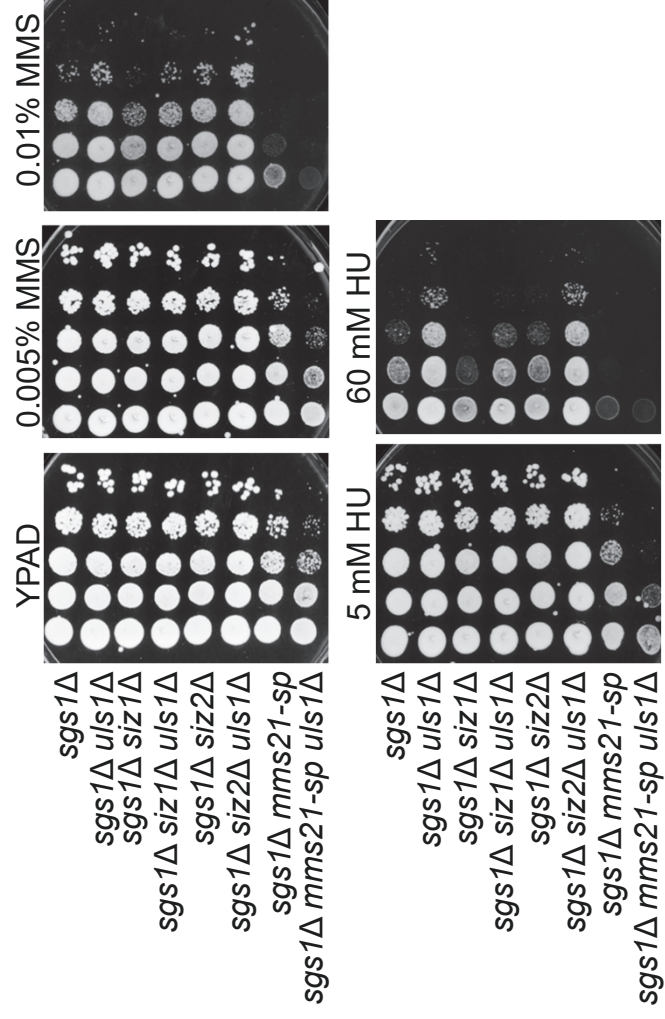 YPAD
0.005% MMS
0.01% MMS
sgs1Δ
sgs1Δ uls1Δ
sgs1Δ siz1Δ
sgs1Δ siz1Δ uls1Δ
sgs1Δ siz2Δ
sgs1Δ siz2Δ uls1Δ
sgs1Δ mms21-sp
sgs1Δ mms21-sp uls1Δ
5 mM HU
60 mM HU
sgs1Δ
sgs1Δ uls1Δ
sgs1Δ siz1Δ
sgs1Δ siz1Δ uls1Δ
sgs1Δ siz2Δ
sgs1Δ siz2Δ uls1Δ
sgs1Δ mms21-sp
sgs1Δ mms21-sp uls1Δ